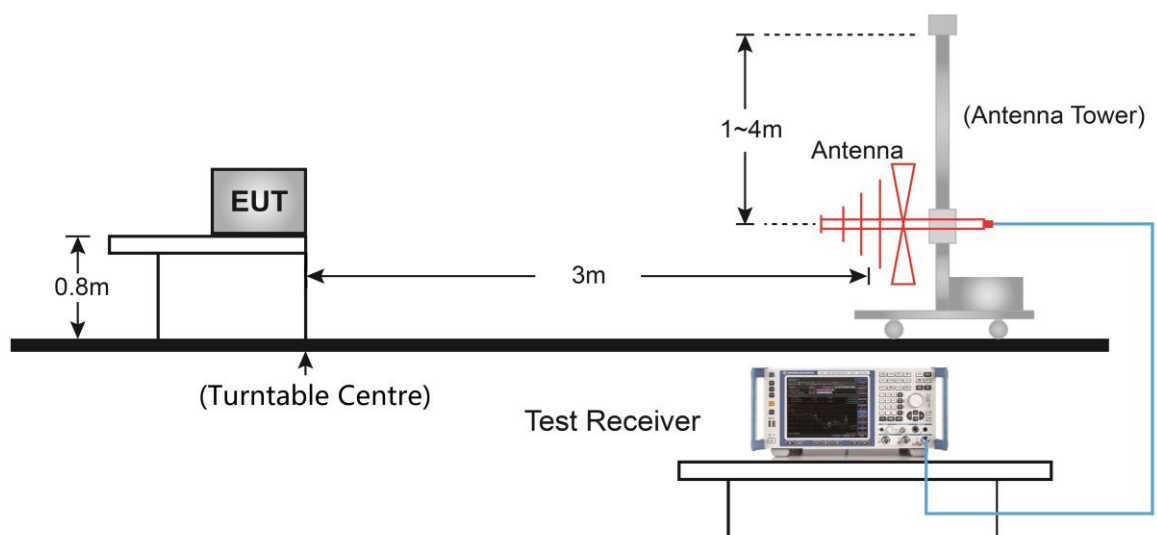 1~4m
(Antenna Tower)
Antenna
EUT
0.8m
3m
(Turntable Centre)
Test Receiver